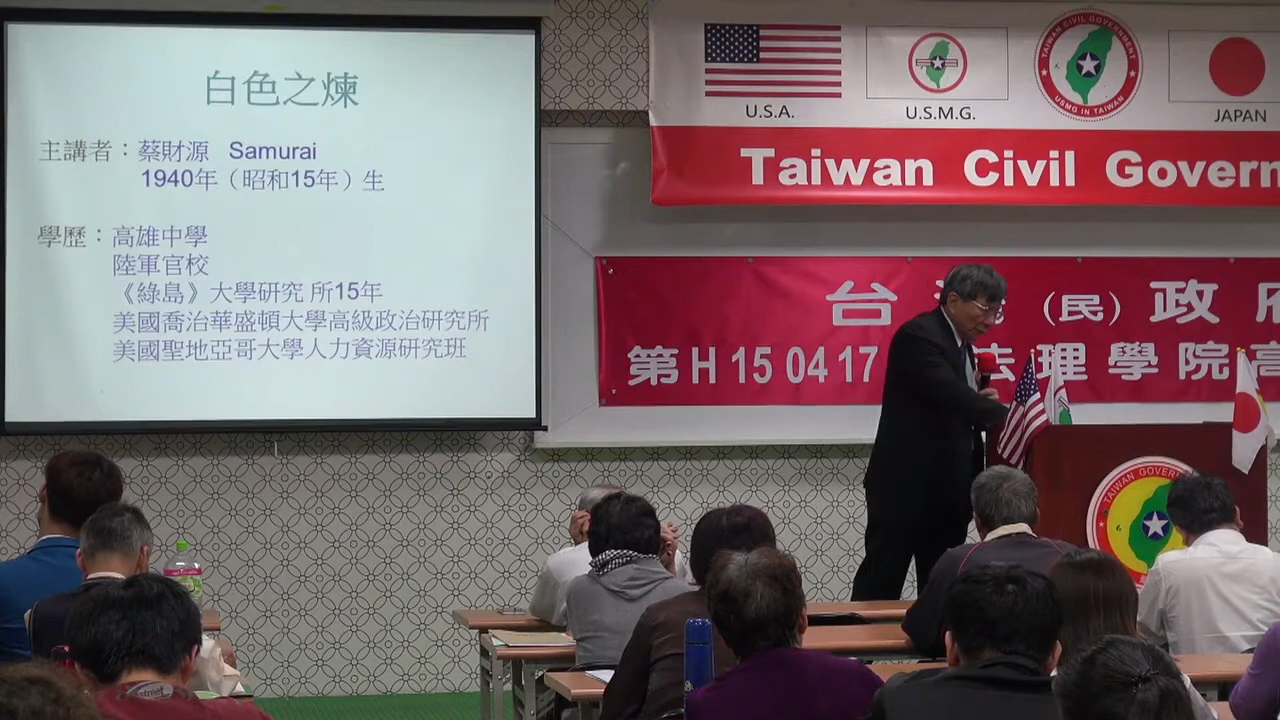 白色之煉
主講者：蔡財源 Samurai
1940年（昭和15年）生
學歷：高雄中學
陸軍官校
《綠島》大學研究 所15年
美國喬治華盛頓大學高級政治研究所
美國聖地亞哥大學人力資源研究班
U.S.A.
U.S.M.G.
TAIWAN CIVIL GOVERNMENT
USMG IN TAIWAN
JAPAN
Taiwan Civil Govern
台 (民) 政府
第H 15 04 17 法理學院高
TAIWAN GOVERN